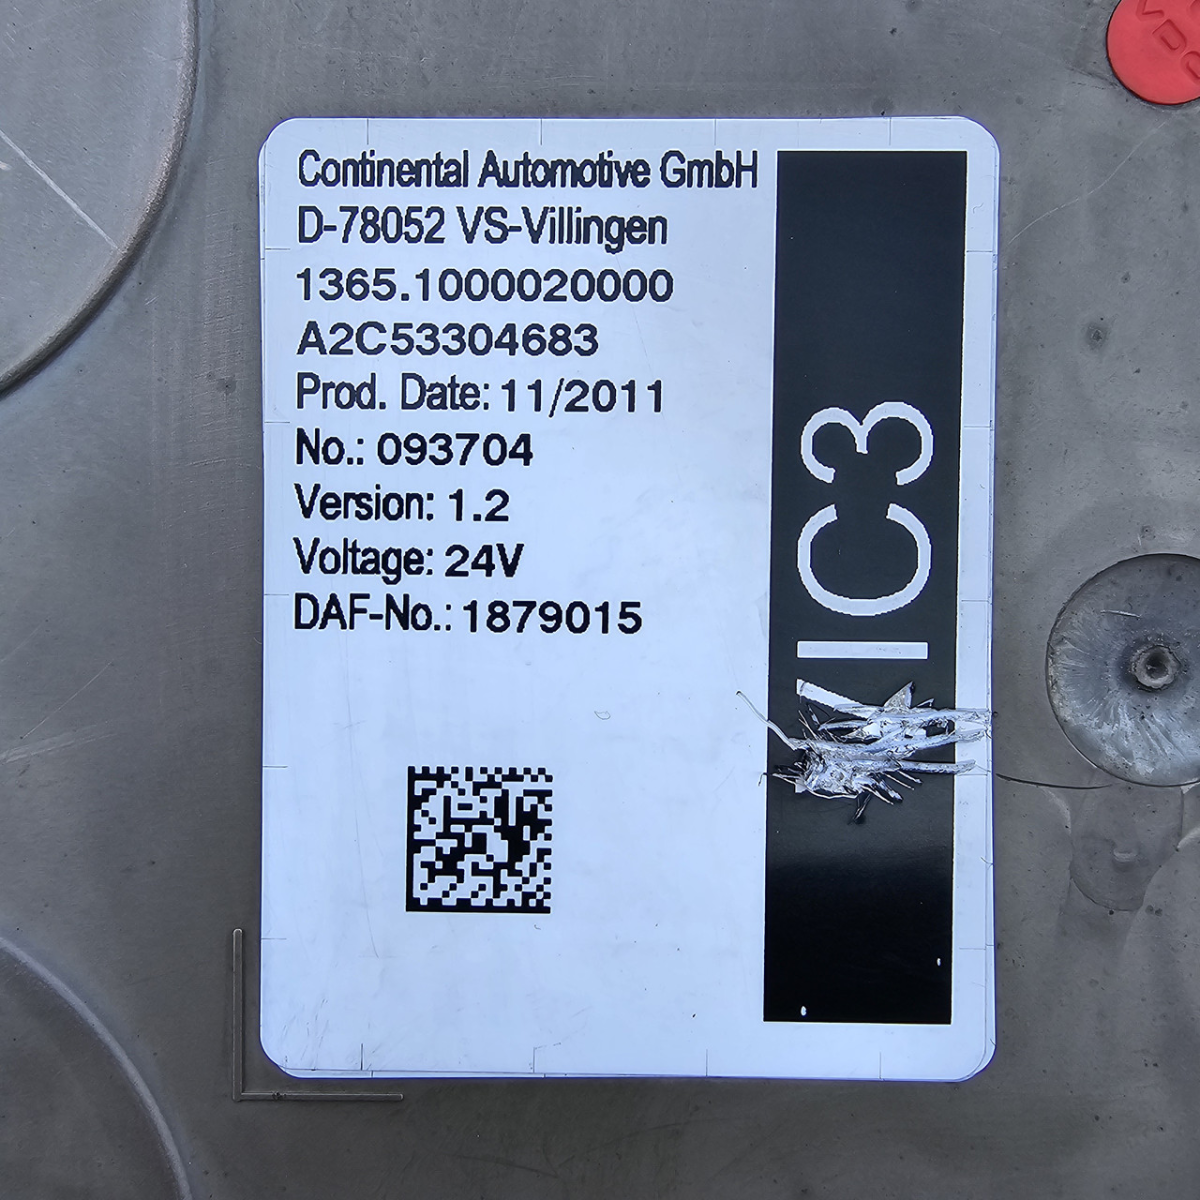 Continental Automotive GmbH
D-78052 VS-Villingen
1365.1000020000
A2C53304683
Prod. Date: 11/2011
No.: 093704
Version: 1.2
Voltage: 24V
DAF-No.: 1879015
VDO